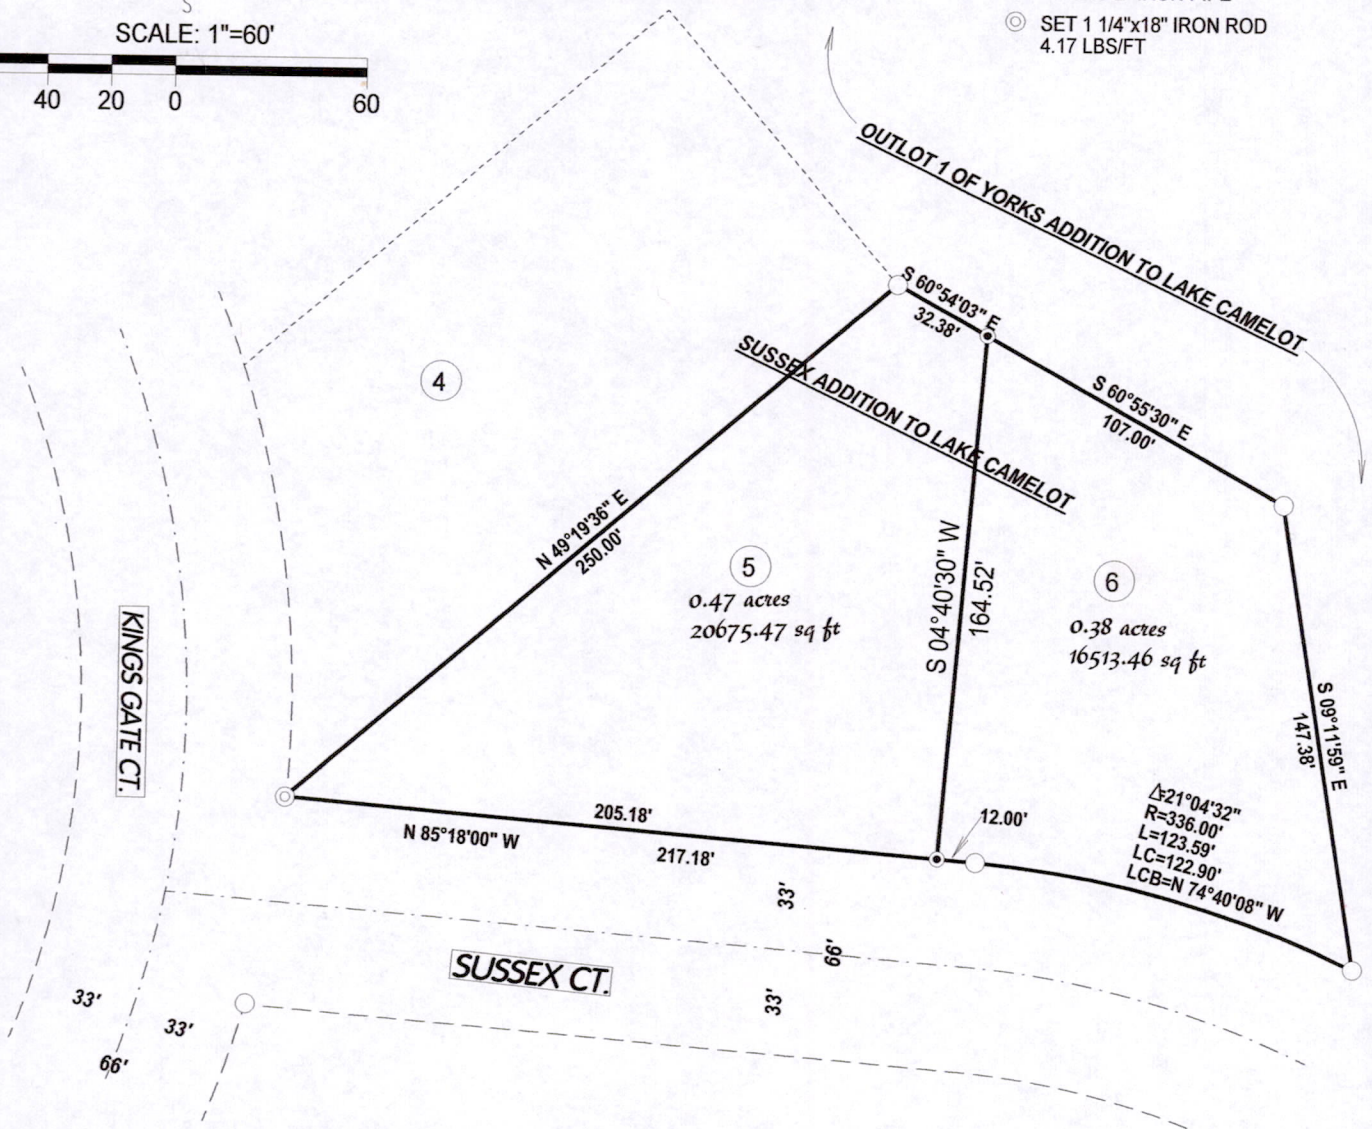 SCALE: 1"=60'
40 20 0 60
SET 1 1/4"x18" IRON ROD
4.17 LBS/FT
OUTLOT 1 OF YORKS ADDITION TO LAKE CAMELOT
S 60°54'03" E
32.38'
SUSSEX ADDITION TO LAKE CAMELOT
S 60°55'30" E
107.00'
4
N 49°19'36" E
250.00'
5
0.47 acres
20675.47 sq ft
S 04°40'30" W
164.52'
6
0.38 acres
16513.46 sq ft
S 09°11'59" E
147.38'
KINGS GATE CT.
205.18'
N 85°18'00" W
217.18'
12.00'
Δ=21°04'32"
R=336.00'
L=123.59'
LC=122.90'
LCB=N 74°40'08" W
33'
66'
33'
SUSSEX CT.
33'
33'
66'